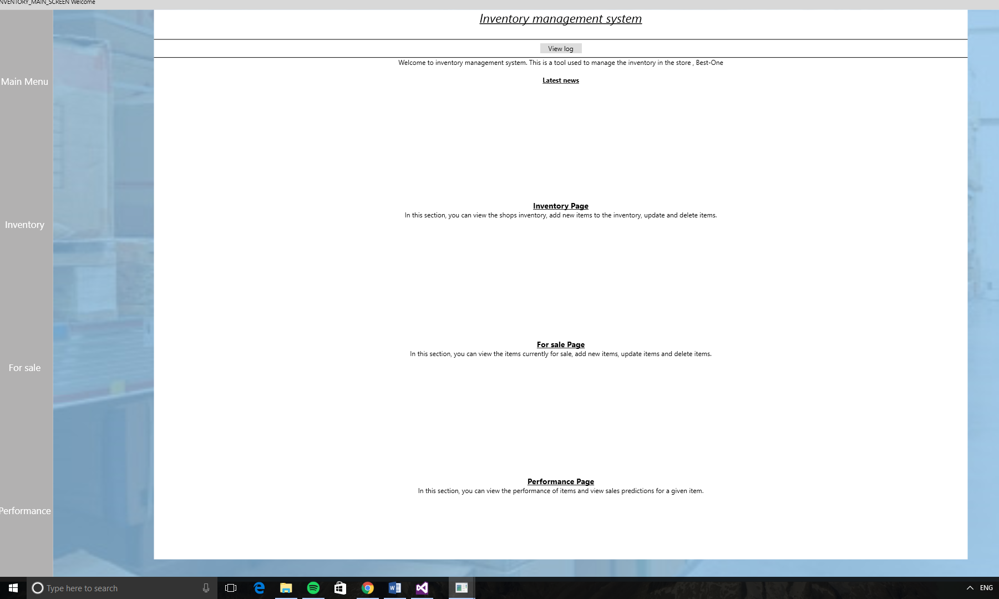 NVENTORY_MAIN_SCREEN Welcome
Inventory management system
View log
Welcome to inventory management system. This is a tool used to manage the inventory in the store , Best-One
Latest news
Main Menu
Inventory Page
In this section, you can view the shops inventory, add new items to the inventory, update and delete items.
Inventory
For sale Page
In this section, you can view the items currently for sale, add new items, update items and delete items.
For sale
Performance Page
In this section, you can view the performance of items and view sales predictions for a given item.
Performance
Type here to search
ENG